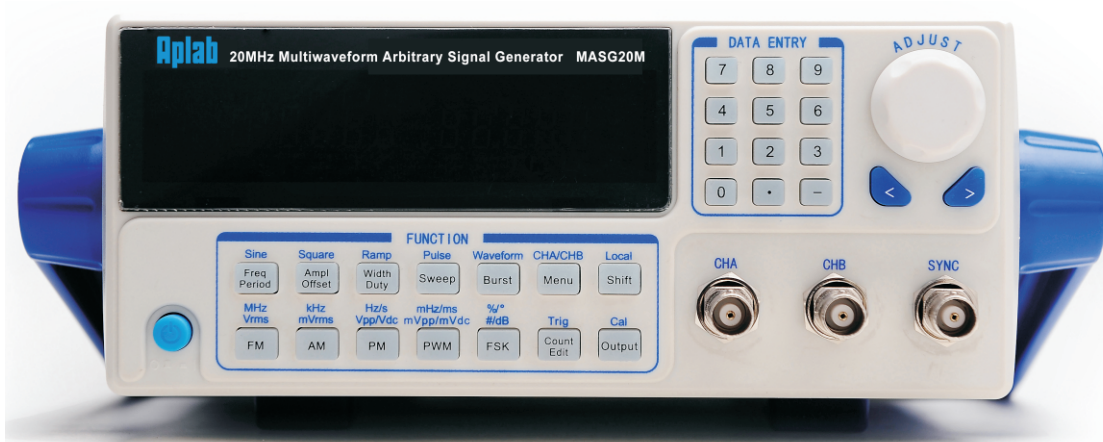 Aplab 20MHz Multiwaveform Arbitrary Signal Generator MASG20M
DATA ENTRY
7 8 9
4 5 6
1 2 3
0 • −
ADJUST
< >
FUNCTION
Sine Square Ramp Pulse Waveform CHA/CHB Local
Freq Period
Ampl Offset
Width Duty
Sweep
Burst
Menu
Shift
MHz Vrms
kHz mVrms
Hz/s Vpp/Vdc
mHz/ms mVpp/mVdc
%/° #/dB
Trig
Cal
FM AM PM PWM FSK
Count Edit
Output
CHA CHB SYNC